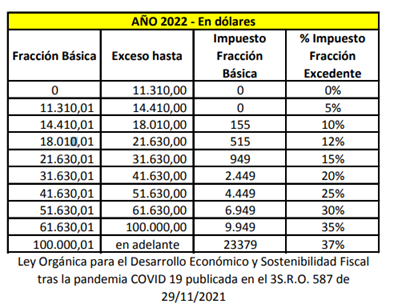 AÑO 2022 - En dólares
Fracción Básica Exceso hasta Impuesto Fracción Básica % Impuesto Fracción Excedente
0 11.310,00 0 0%
11.310,01 14.410,00 0 5%
14.410,01 18.010,00 155 10%
18.010,01 21.630,00 515 12%
21.630,01 31.630,00 949 15%
31.630,01 41.630,00 2.449 20%
41.630,01 51.630,00 4.449 25%
51.630,01 61.630,00 6.949 30%
61.630,01 100.000,00 9.949 35%
100.000,01 en adelante 23379 37%
Ley Orgánica para el Desarrollo Económico y Sostenibilidad Fiscal
tras la pandemia COVID 19 publicada en el 3S.R.O. 587 de
29/11/2021